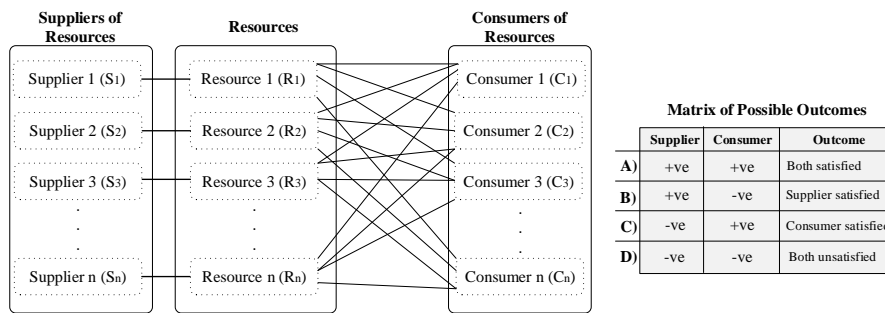 Suppliers of
Resources
Resources
Consumers of
Resources
Supplier 1 (S1)
Resource 1 (R1)
Consumer 1 (C1)
Supplier 2 (S2)
Resource 2 (R2)
Consumer 2 (C2)
Supplier 3 (S3)
Resource 3 (R3)
Consumer 3 (C3)
.
.
.
.
.
.
. .
. .
. .
Supplier n (Sn)
Resource n (Rn)
Consumer n (Cn)
Matrix of Possible Outcomes
Supplier Consumer Outcome
A) +ve +ve Both satisfied
B) +ve -ve Supplier satisfied
C) -ve +ve Consumer satisfied
D) -ve -ve Both unsatisfied